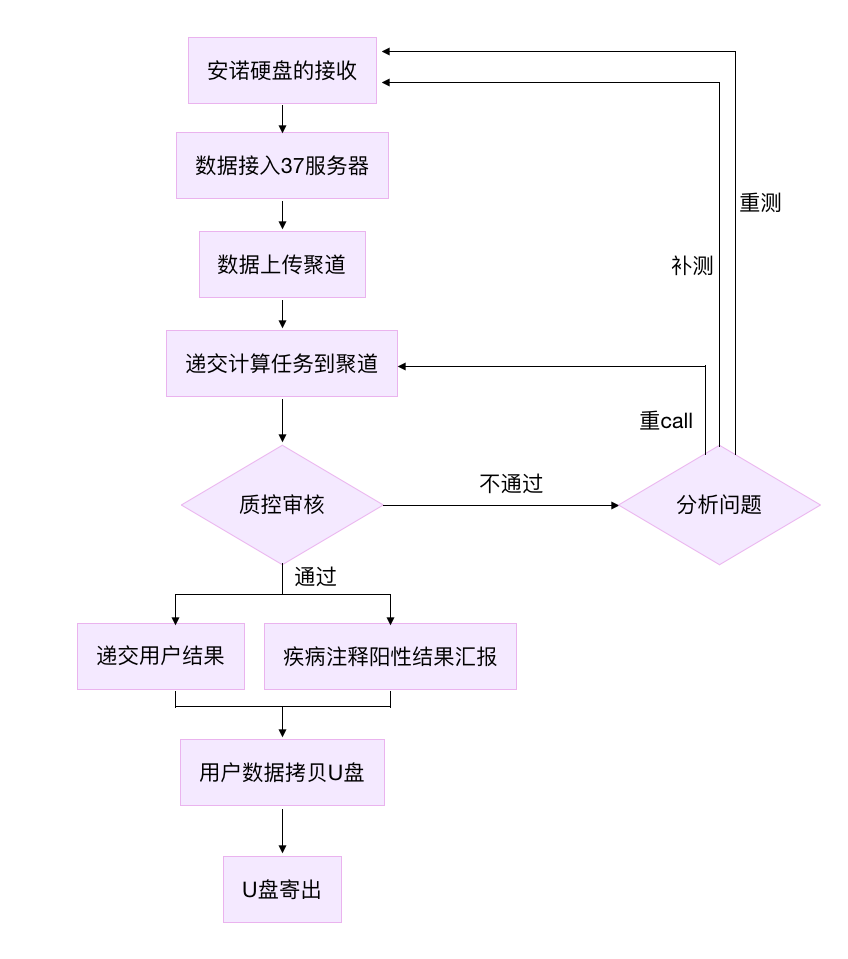 安诺硬盘的接收
数据接入37服务器
重测
数据上传聚道
补测
递交计算任务到聚道
重call
不通过
质控审核
分析问题
通过
递交用户结果
疾病注释阳性结果汇报
用户数据拷贝U盘
U盘寄出